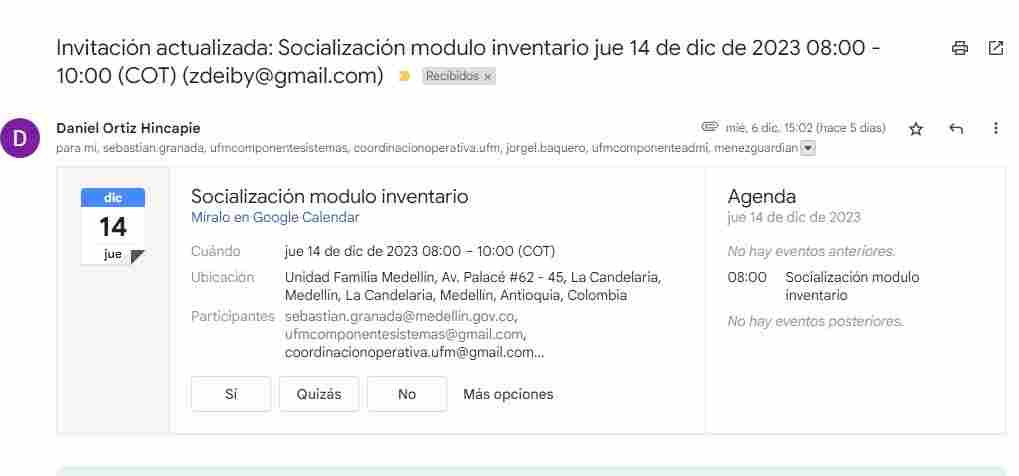 Invitación actualizada: Socialización modulo inventario jue 14 de dic de 2023 08:00 -
10:00 (COT) (zdeiby@gmail.com) Recibidos ×
D
Daniel Ortiz Hincapie
mié, 6 dic, 15:02 (hace 5 días)
para mi, sebastian.granada, ufmcomponentesistemas, coordinacionoperativa.ufm, jorgel.baquero, ufmcomponenteadmi, menezguardian
dic
14
jue
Socialización modulo inventario
Míralo en Google Calendar
Cuándo jue 14 de dic de 2023 08:00 – 10:00 (COT)
Ubicación Unidad Familia Medellín, Av. Palacé #62 - 45, La Candelaria,
Medellín, La Candelaria, Medellín, Antioquia, Colombia
Participantes sebastian.granada@medellin.gov.co,
ufmcomponentesistemas@gmail.com,
coordinacionoperativa.ufm@gmail.com...
Sí Quizás No Más opciones
Agenda
jue 14 de dic de 2023
No hay eventos anteriores.
08:00 Socialización modulo
inventario
No hay eventos posteriores.